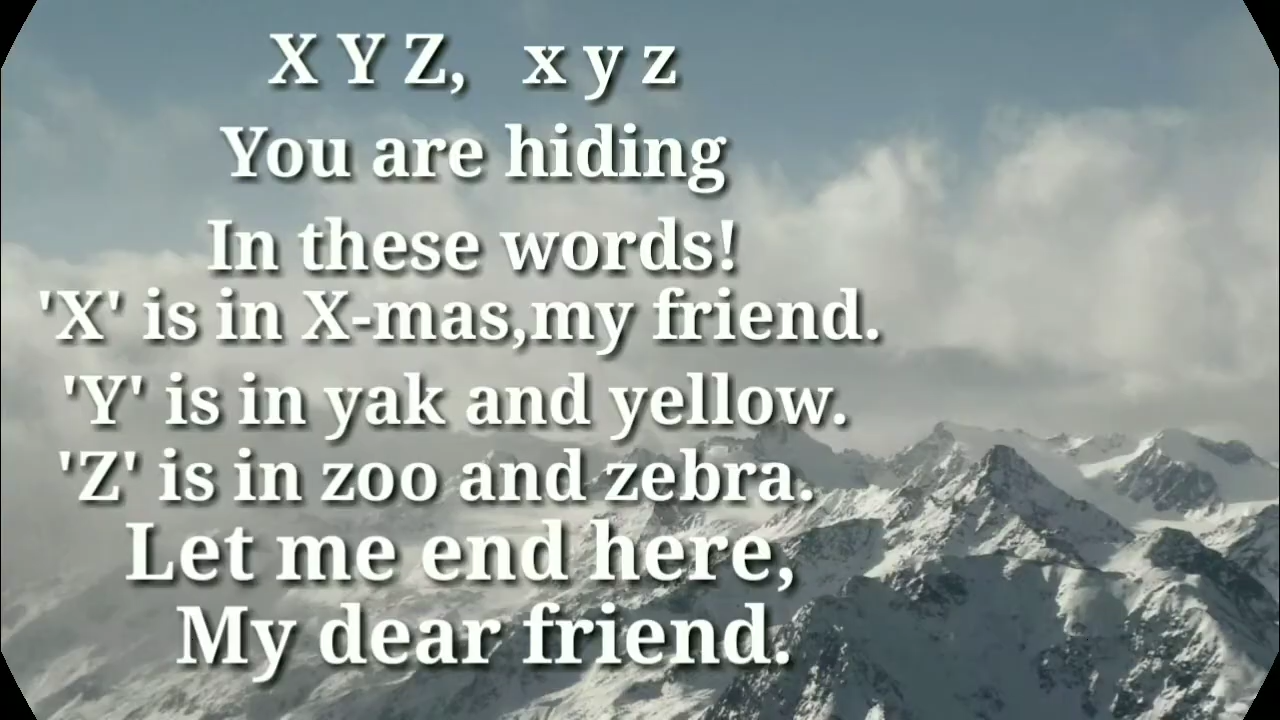 X Y Z, x y z
You are hiding
In these words!
'X' is in X-mas,my friend.
'Y' is in yak and yellow.
'Z' is in zoo and zebra.
Let me end here,
My dear friend.